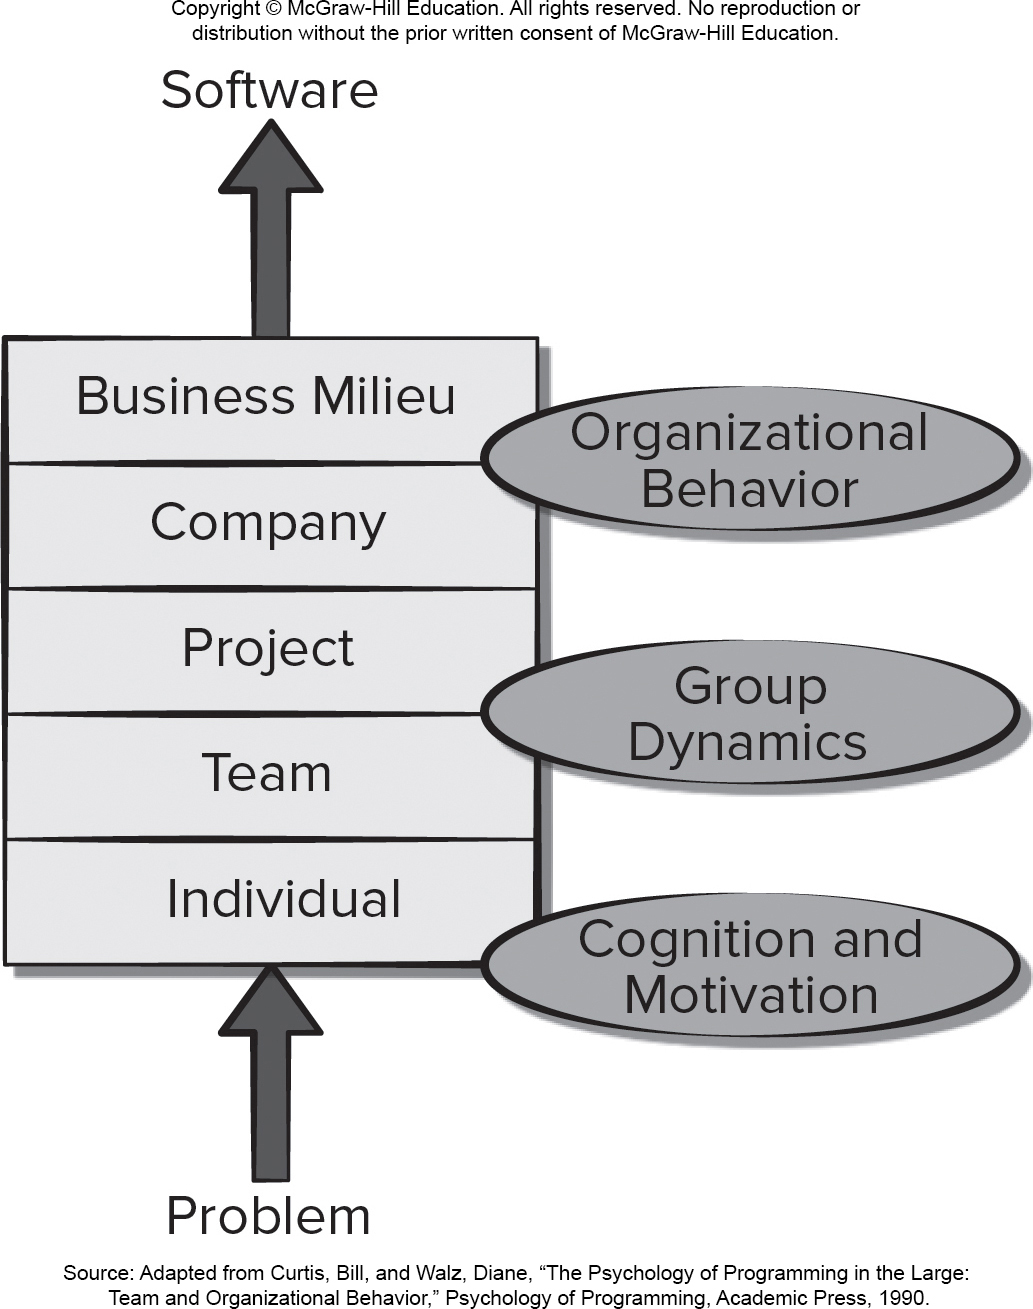 Copyright © McGraw-Hill Education. All rights reserved. No reproduction or
distribution without the prior written consent of McGraw-Hill Education.
Software
Business Milieu
Organizational
Behavior
Company
Project
Group
Dynamics
Team
Individual
Cognition and
Motivation
Problem
Source: Adapted from Curtis, Bill, and Walz, Diane, “The Psychology of Programming in the Large:
Team and Organizational Behavior,” Psychology of Programming, Academic Press, 1990.